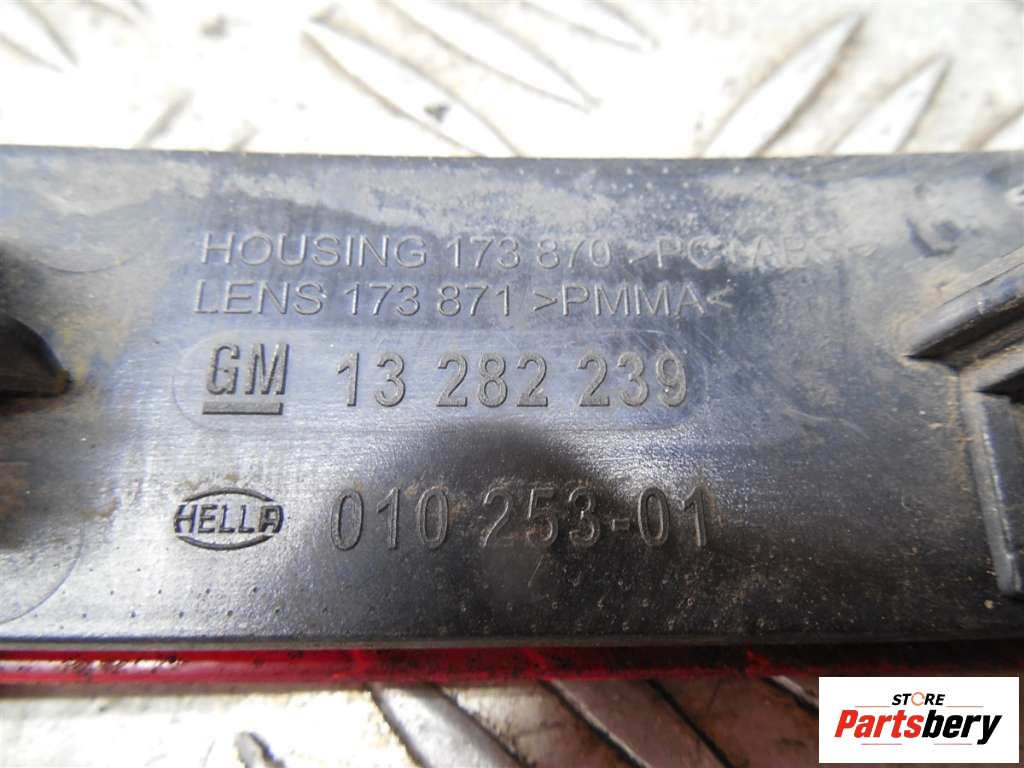 HOUSING 173 870 >PC+ABS<
LENS 173 871 >PMMA<
GM 13 282 239
HELLA 010 253-01
STORE
Partsbery